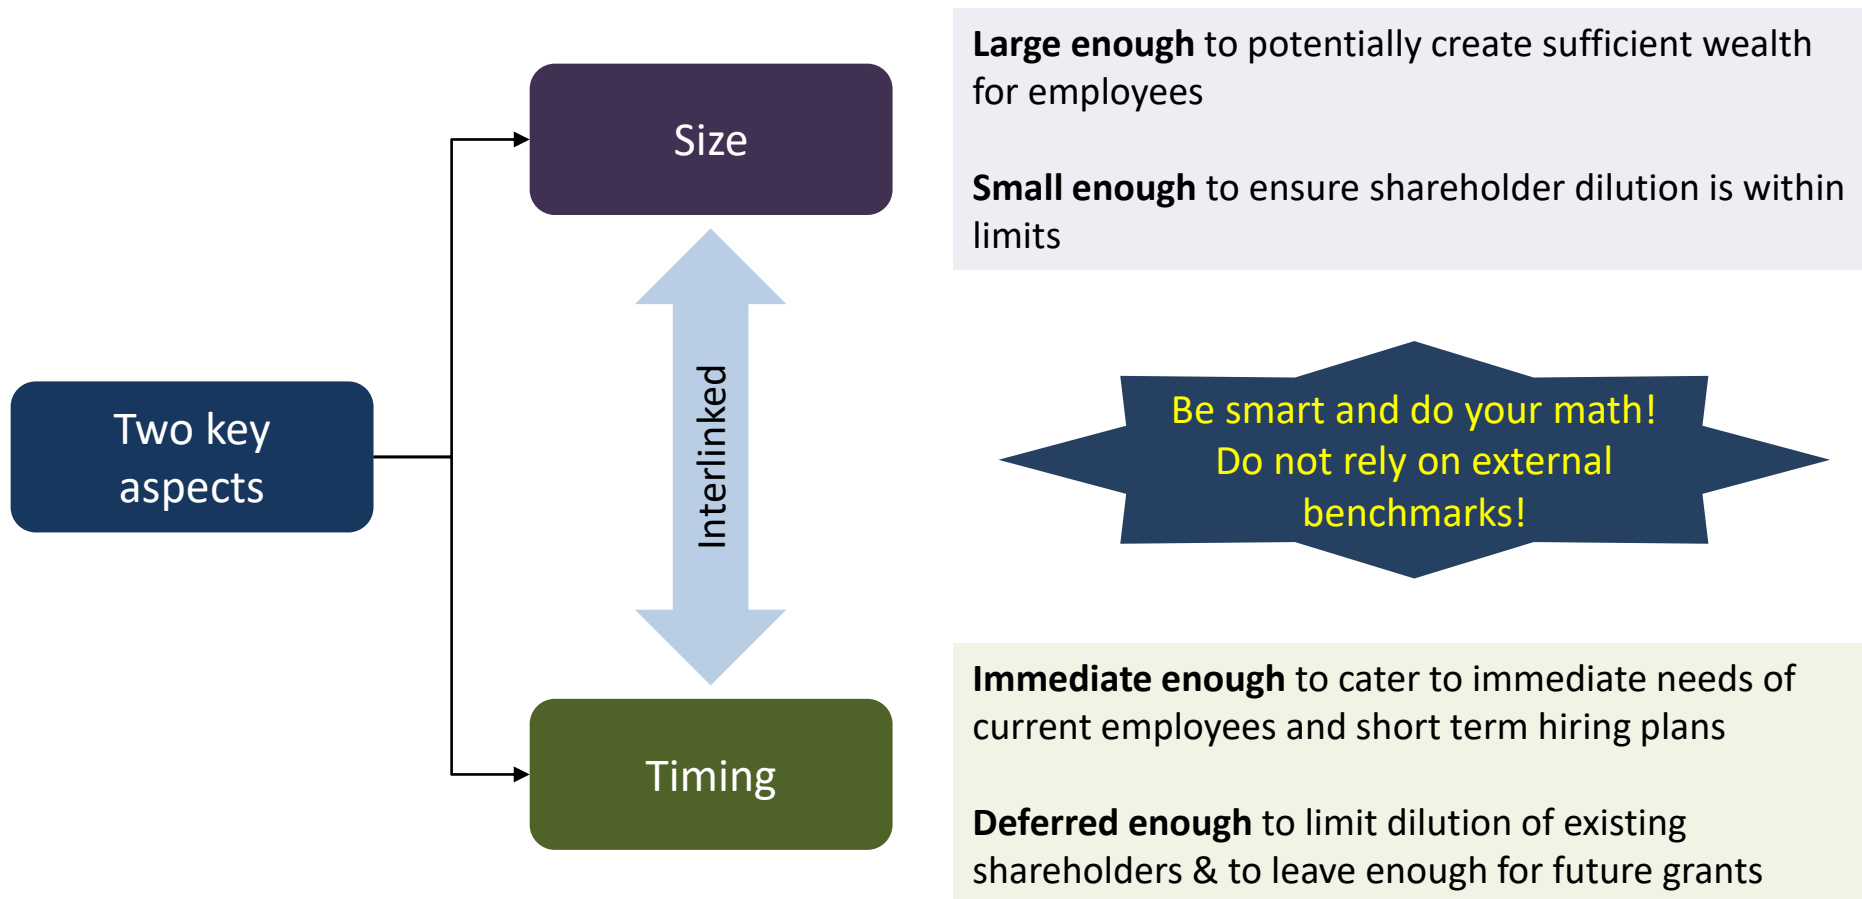 Large enough to potentially create sufficient wealth
for employees
Size
Small enough to ensure shareholder dilution is within
limits
Two key
aspects
Interlinked
Be smart and do your math!
Do not rely on external
benchmarks!
Immediate enough to cater to immediate needs of
current employees and short term hiring plans
Timing
Deferred enough to limit dilution of existing
shareholders & to leave enough for future grants